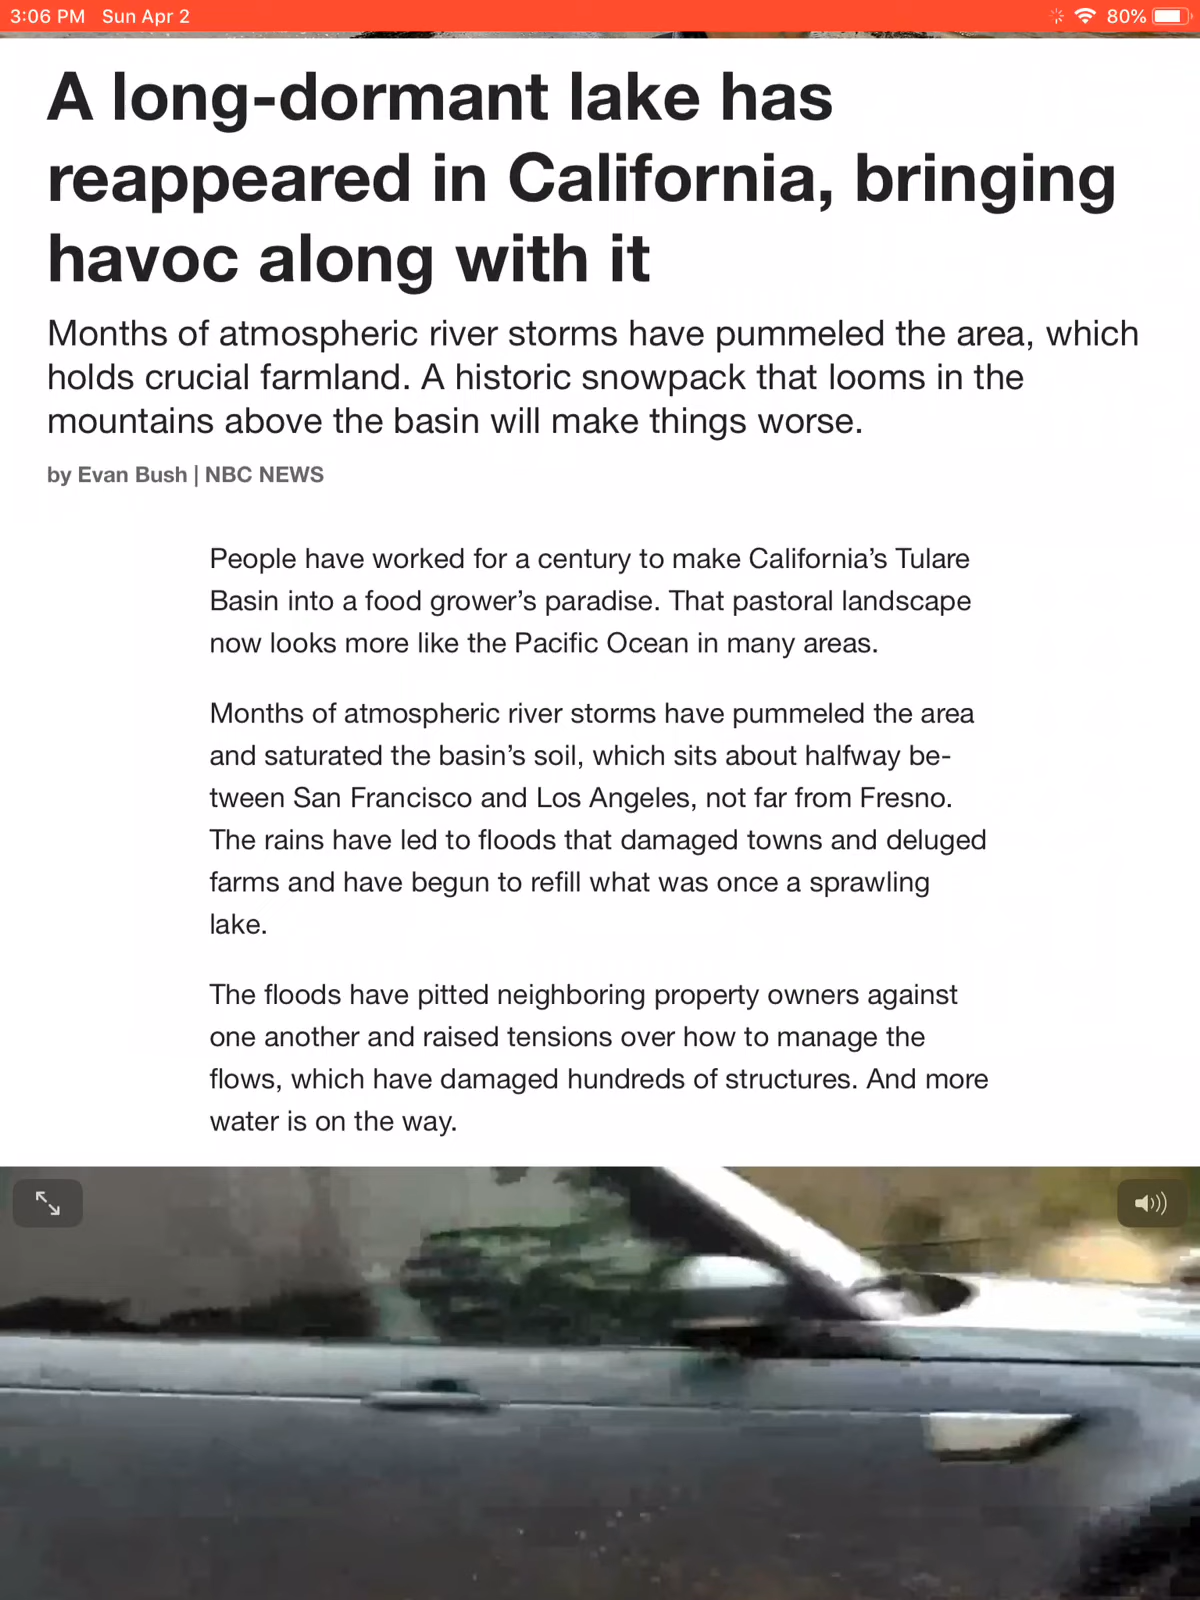 3:06 PM Sun Apr 2
80%
A long-dormant lake has
reappeared in California, bringing
havoc along with it
Months of atmospheric river storms have pummeled the area, which
holds crucial farmland. A historic snowpack that looms in the
mountains above the basin will make things worse.
by Evan Bush | NBC NEWS
People have worked for a century to make California’s Tulare
Basin into a food grower’s paradise. That pastoral landscape
now looks more like the Pacific Ocean in many areas.
Months of atmospheric river storms have pummeled the area
and saturated the basin’s soil, which sits about halfway be-
tween San Francisco and Los Angeles, not far from Fresno.
The rains have led to floods that damaged towns and deluged
farms and have begun to refill what was once a sprawling
lake.
The floods have pitted neighboring property owners against
one another and raised tensions over how to manage the
flows, which have damaged hundreds of structures. And more
water is on the way.